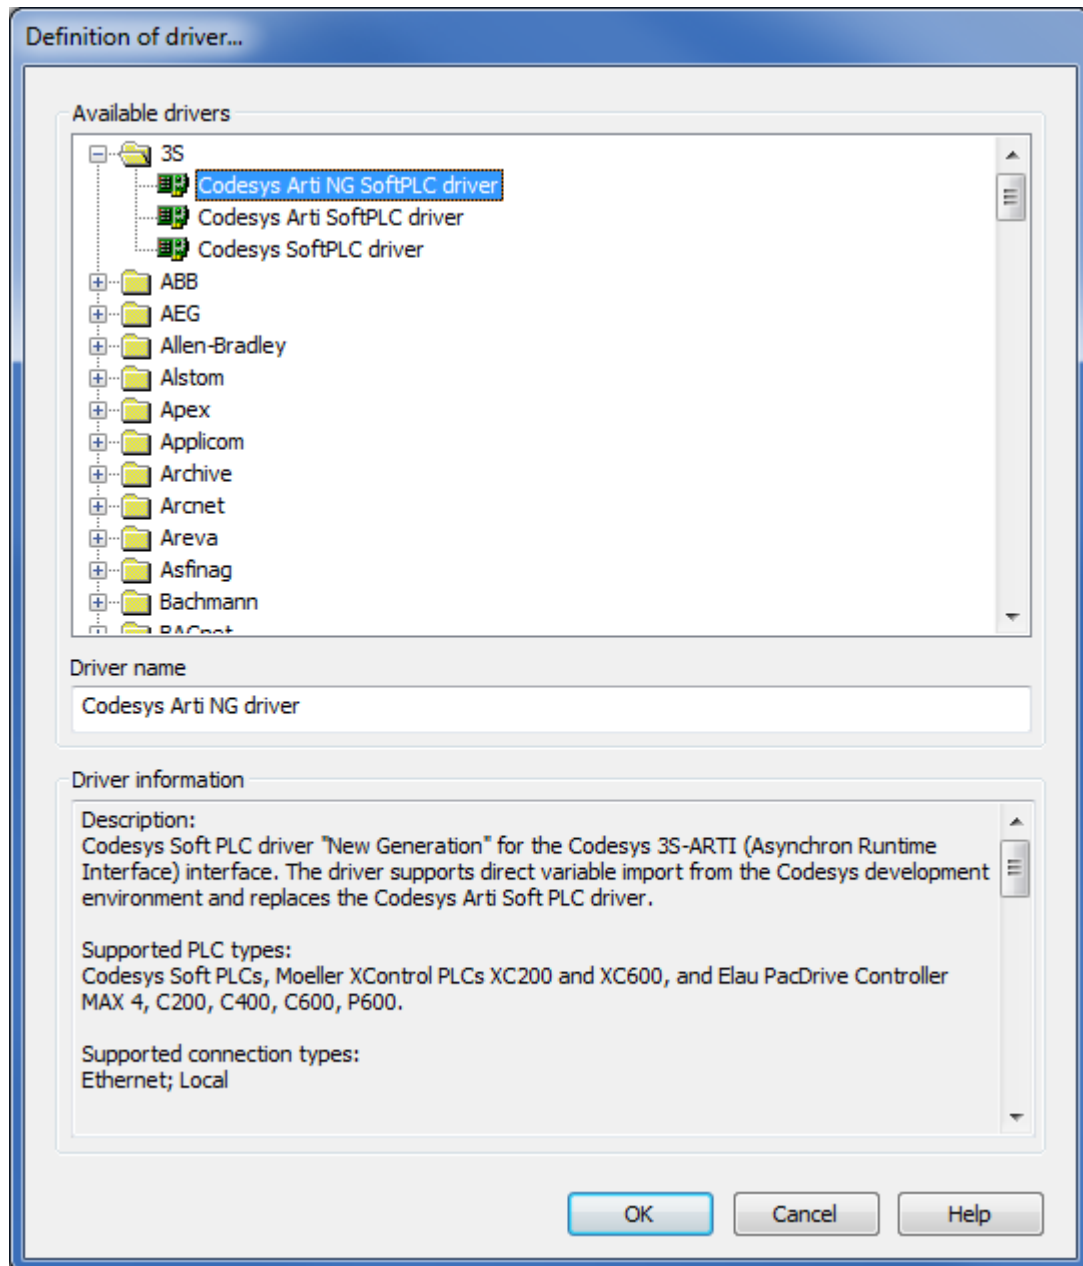 Definition of driver...
Available drivers
3S
Codesys Arti NG SoftPLC driver
Codesys Arti SoftPLC driver
Codesys SoftPLC driver
ABB
AEG
Allen-Bradley
Alstom
Apex
Applicom
Archive
Arcnet
Areva
Asfinag
Bachmann
BACnet
Driver name
Codesys Arti NG driver
Driver information
Description:
Codesys Soft PLC driver "New Generation" for the Codesys 3S-ARTI (Asynchron Runtime
Interface) interface. The driver supports direct variable import from the Codesys development
environment and replaces the Codesys Arti Soft PLC driver.
Supported PLC types:
Codesys Soft PLCs, Moeller XControl PLCs XC200 and XC600, and Elau PacDrive Controller
MAX 4, C200, C400, C600, P600.
Supported connection types:
Ethernet; Local
OK
Cancel
Help